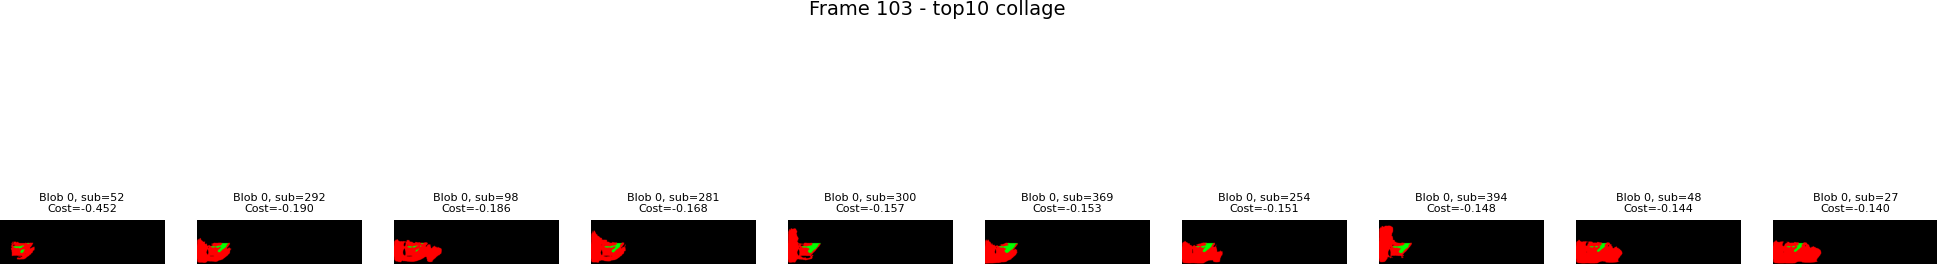 Frame 103 - top10 collage
Blob 0, sub=52
Cost=-0.452
Blob 0, sub=292
Cost=-0.190
Blob 0, sub=98
Cost=-0.186
Blob 0, sub=281
Cost=-0.168
Blob 0, sub=300
Cost=-0.157
Blob 0, sub=369
Cost=-0.153
Blob 0, sub=254
Cost=-0.151
Blob 0, sub=394
Cost=-0.148
Blob 0, sub=48
Cost=-0.144
Blob 0, sub=27
Cost=-0.140